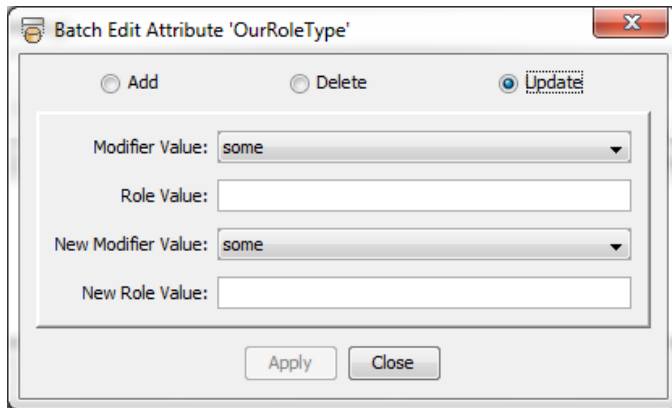 Batch Edit Attribute 'OurRoleType'
Add Delete Update
Modifier Value: some
Role Value:
New Modifier Value: some
New Role Value:
Apply Close